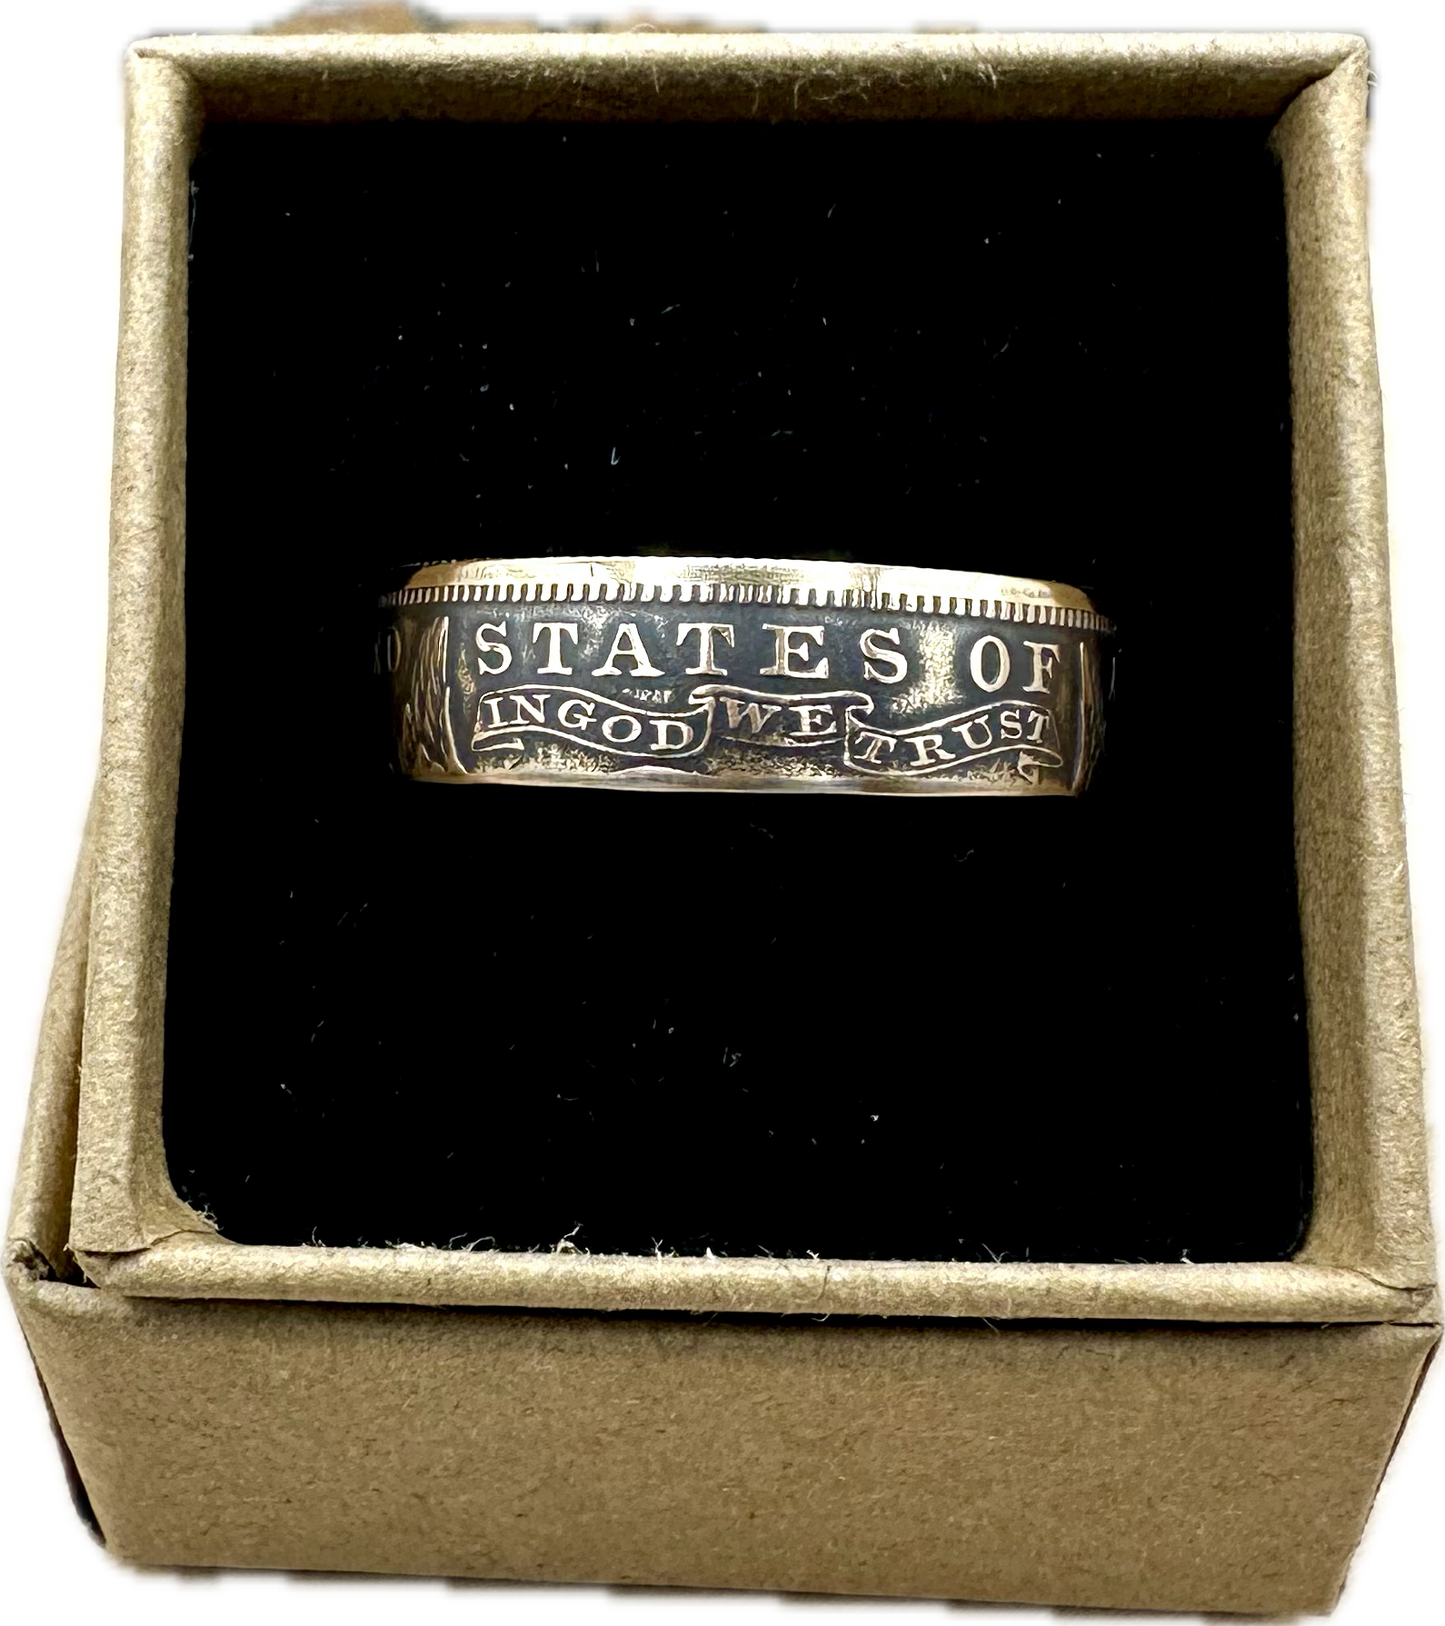 STATES OF
IN GOD WE TRUST